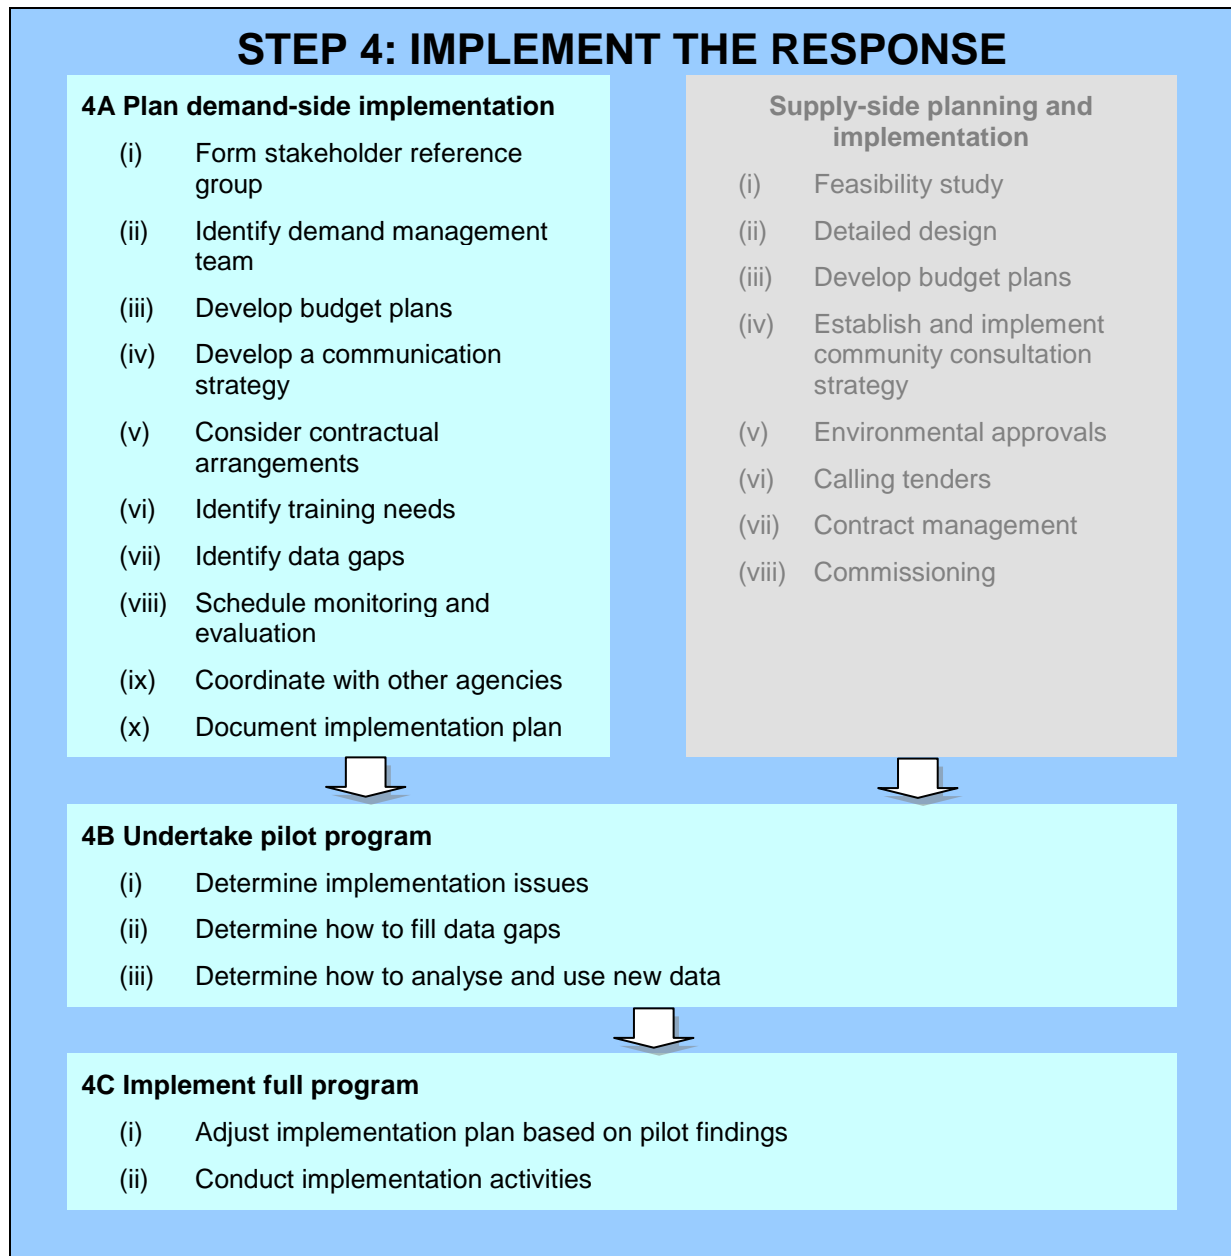 STEP 4: IMPLEMENT THE RESPONSE
4A Plan demand-side implementation
(i) Form stakeholder reference
group
(ii) Identify demand management
team
(iii) Develop budget plans
(iv) Develop a communication
strategy
(v) Consider contractual
arrangements
(vi) Identify training needs
(vii) Identify data gaps
(viii) Schedule monitoring and
evaluation
(ix) Coordinate with other agencies
(x) Document implementation plan
Supply-side planning and
implementation
(i) Feasibility study
(ii) Detailed design
(iii) Develop budget plans
(iv) Establish and implement
community consultation
strategy
(v) Environmental approvals
(vi) Calling tenders
(vii) Contract management
(viii) Commissioning
4B Undertake pilot program
(i) Determine implementation issues
(ii) Determine how to fill data gaps
(iii) Determine how to analyse and use new data
4C Implement full program
(i) Adjust implementation plan based on pilot findings
(ii) Conduct implementation activities